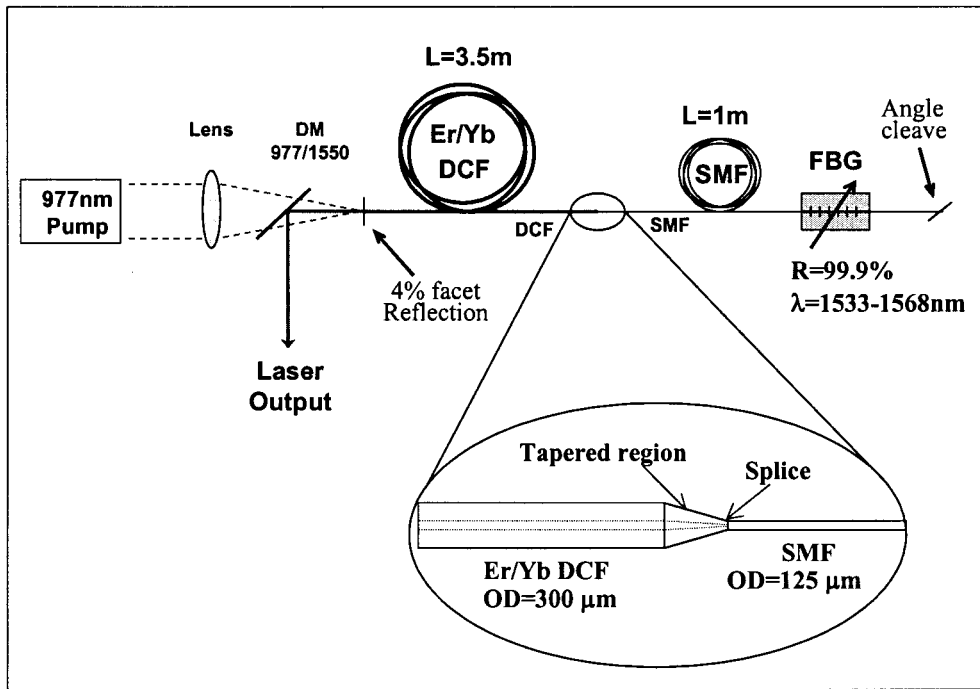 L=3.5m
Lens
DM
977/1550
Er/Yb
DCF
L=1m
SMF
FBG
Angle
cleave
977nm
Pump
DCF
SMF
4% facet
Reflection
R=99.9%
λ=1533-1568nm
Laser
Output
Tapered region
Splice
Er/Yb DCF
OD=300 μm
SMF
OD=125 μm